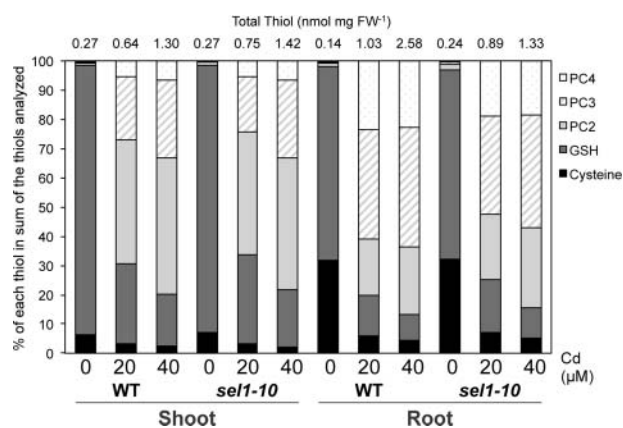 Total Thiol (nmol mg FW⁻¹)
0.27 0.64 1.30 0.27 0.75 1.42 0.14 1.03 2.58 0.24 0.89 1.33
% of each thiol in sum of the thiols analyzed
100
90
80
70
60
50
40
30
20
10
0
PC4
PC3
PC2
GSH
Cysteine
0 20 40 0 20 40 0 20 40 0 20 40 Cd
WT sel1-10 WT sel1-10 (μM)
Shoot Root